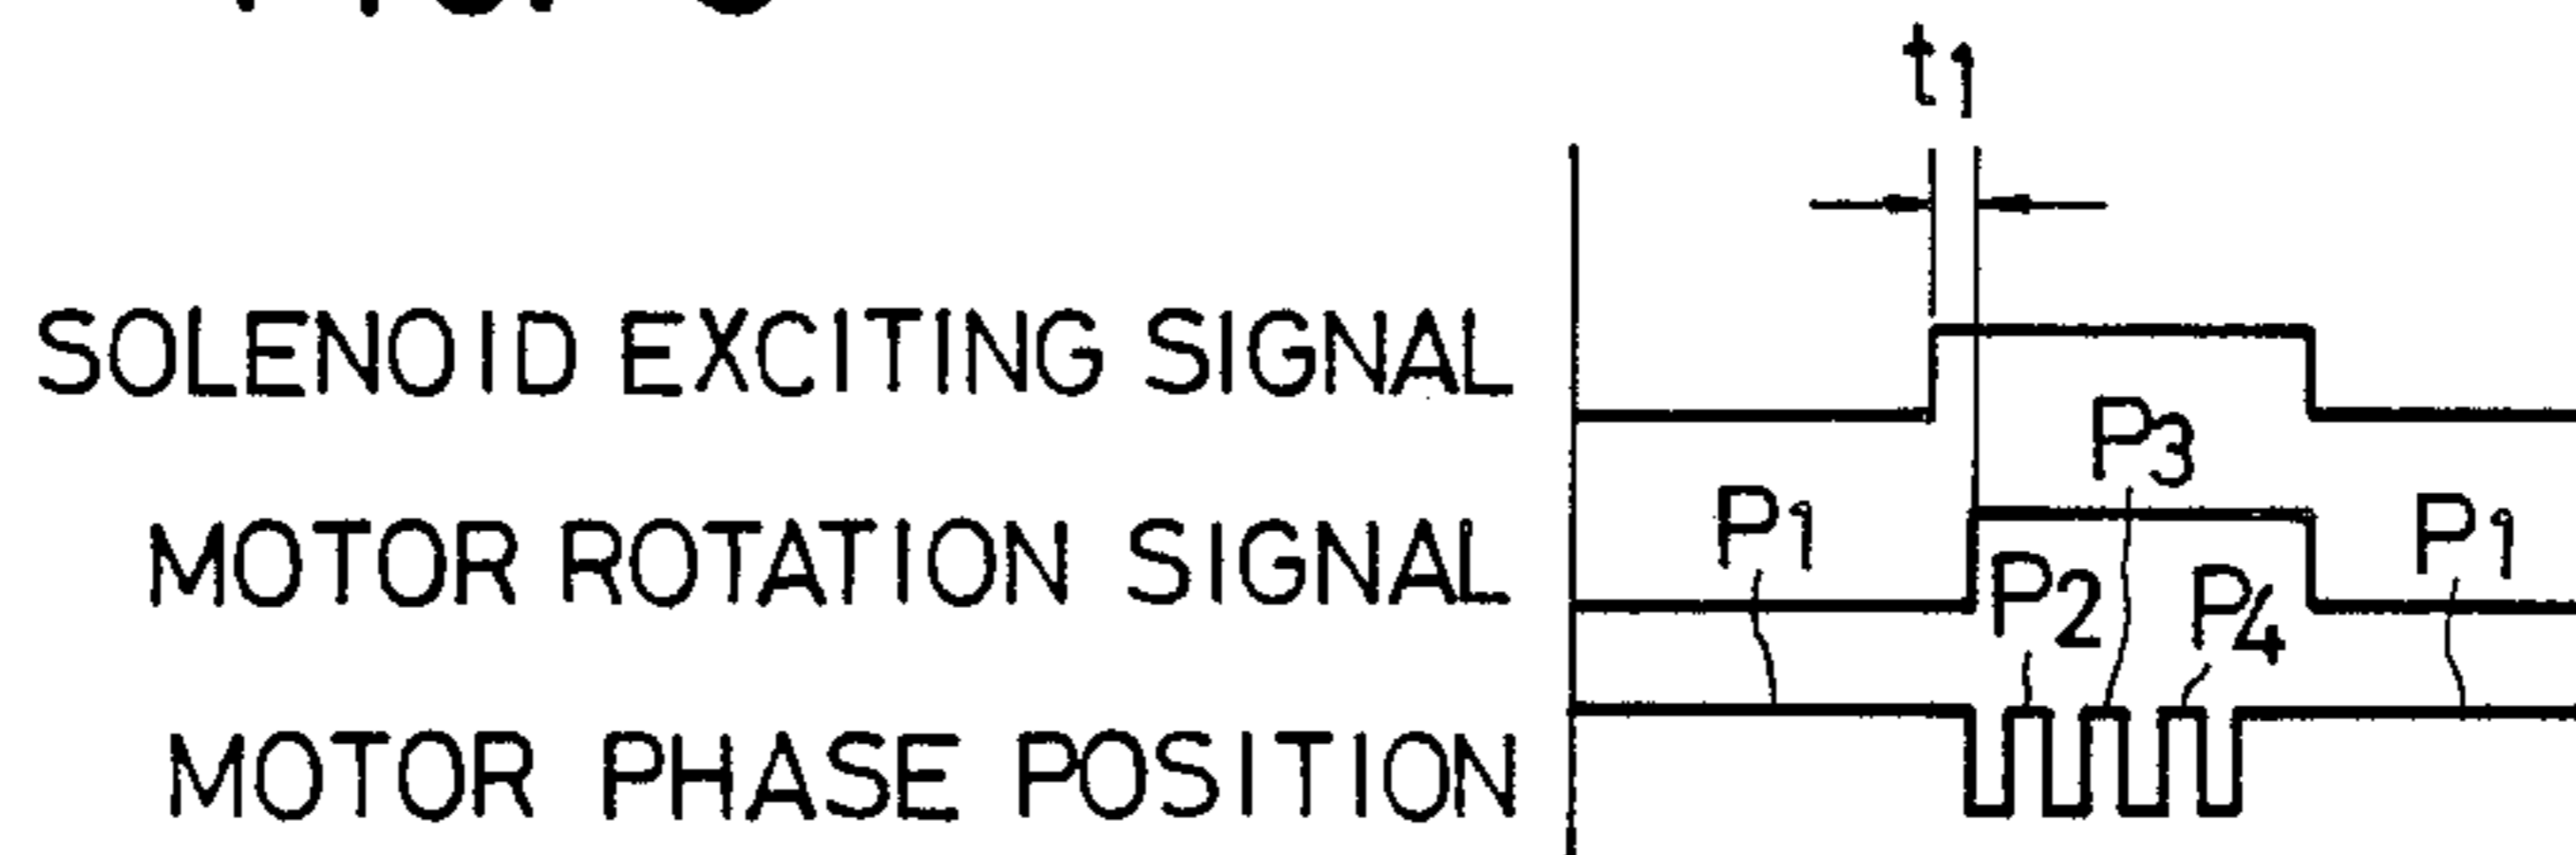 t1
SOLENOID EXCITING SIGNAL
P3
P1
P1
MOTOR ROTATION SIGNAL
P2
P4
MOTOR PHASE POSITION